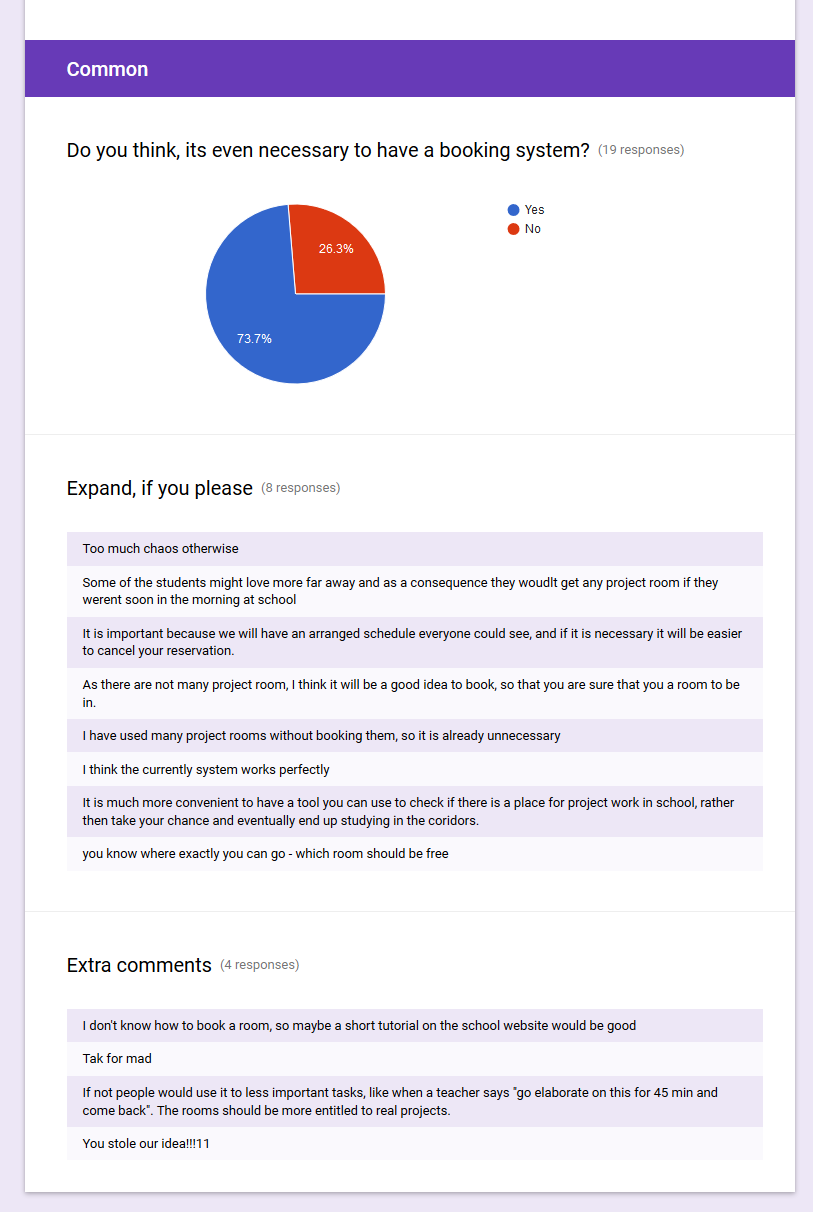 Common
Do you think, its even necessary to have a booking system? (19 responses)
Yes
No
26.3%
73.7%
Expand, if you please (8 responses)
Too much chaos otherwise
Some of the students might love more far away and as a consequence they woudlt get any project room if they
werent soon in the morning at school
It is important because we will have an arranged schedule everyone could see, and if it is necessary it will be easier
to cancel your reservation.
As there are not many project room, I think it will be a good idea to book, so that you are sure that you a room to be
in.
I have used many project rooms without booking them, so it is already unnecessary
I think the currently system works perfectly
It is much more convenient to have a tool you can use to check if there is a place for project work in school, rather
then take your chance and eventually end up studying in the coridors.
you know where exactly you can go - which room should be free
Extra comments (4 responses)
I don't know how to book a room, so maybe a short tutorial on the school website would be good
Tak for mad
If not people would use it to less important tasks, like when a teacher says "go elaborate on this for 45 min and
come back". The rooms should be more entitled to real projects.
You stole our idea!!!11